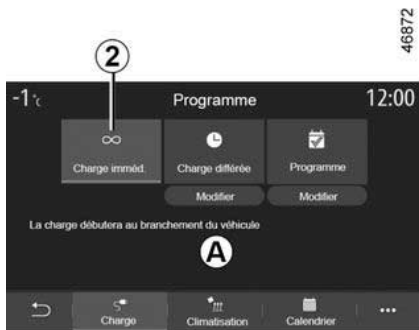 46872
2
-1°c Programme 12:00
Charge imméd. Charge différée Programme
Modifier Modifier
La charge débutera au branchement du véhicule
A
Charge Climatisation Calendrier